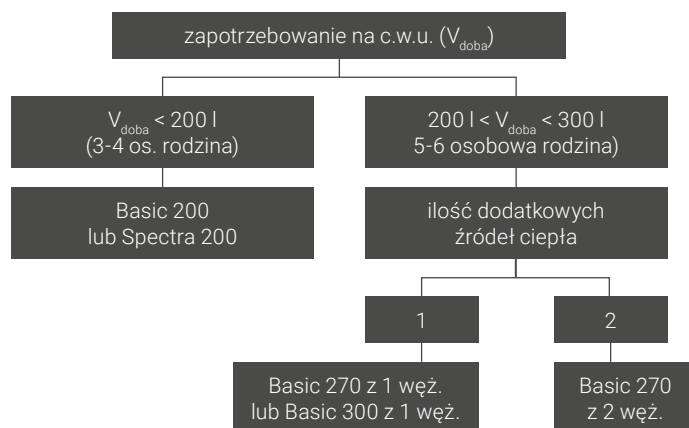 zapotrzebowanie na c.w.u. (Vdoba)
Vdoba < 200 l
(3-4 os. rodzina)
200 l < Vdoba < 300 l
5-6 osobowa rodzina)
Basic 200
lub Spectra 200
ilość dodatkowych
źródeł ciepła
1
2
Basic 270 z 1 węż.
lub Basic 300 z 1 węż.
Basic 270
z 2 węż.